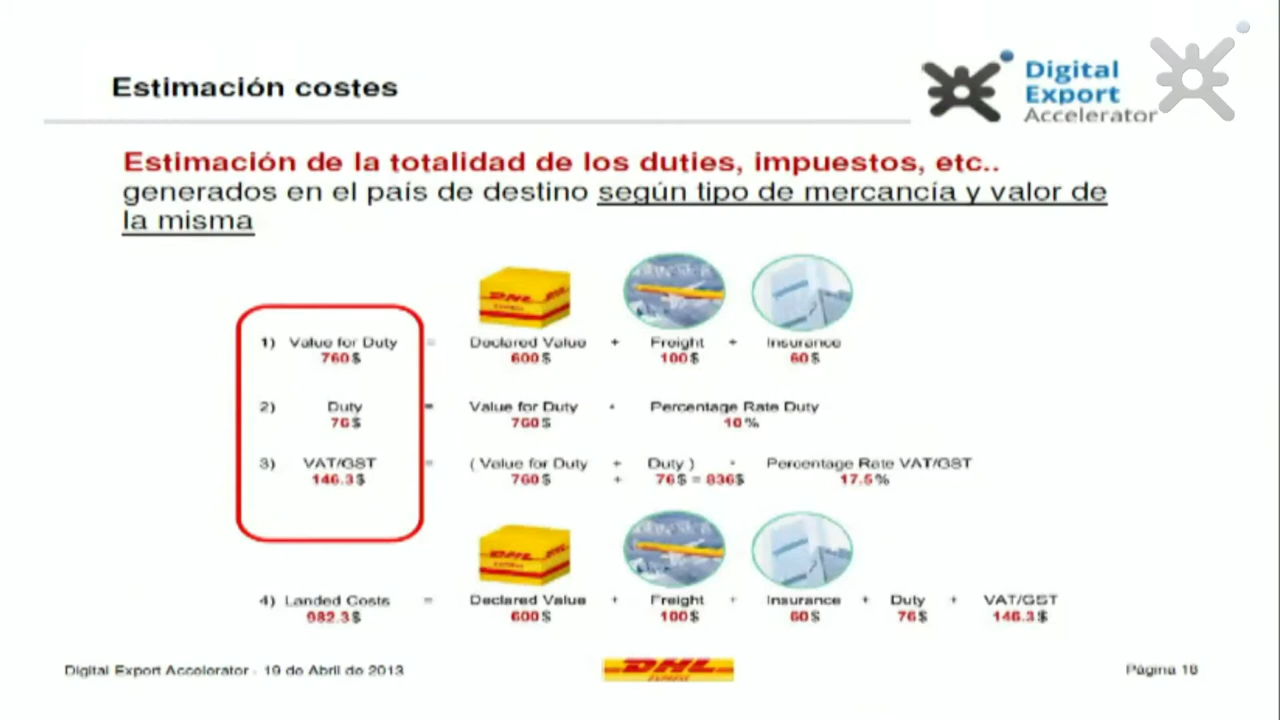 Estimación costes
Digital
Export
Accelerator
Estimación de la totalidad de los duties, impuestos, etc..
generados en el país de destino según tipo de mercancía y valor de
la misma
DHL
EXPRESS
1) Value for Duty = Declared Value + Freight + Insurance
760$ 600$ 100$ 60$
2) Duty = Value for Duty * Percentage Rate Duty
76$ 760$ 10%
3) VAT/GST = ( Value for Duty + Duty ) * Percentage Rate VAT/GST
146.3$ 760$ + 76$ = 836$ 17.5%
DHL
EXPRESS
4) Landed Costs = Declared Value + Freight + Insurance + Duty + VAT/GST
982.3$ 600$ 100$ 60$ 76$ 146.3$
Digital Export Accelerator - 19 de Abril de 2013
DHL
EXPRESS
Página 18